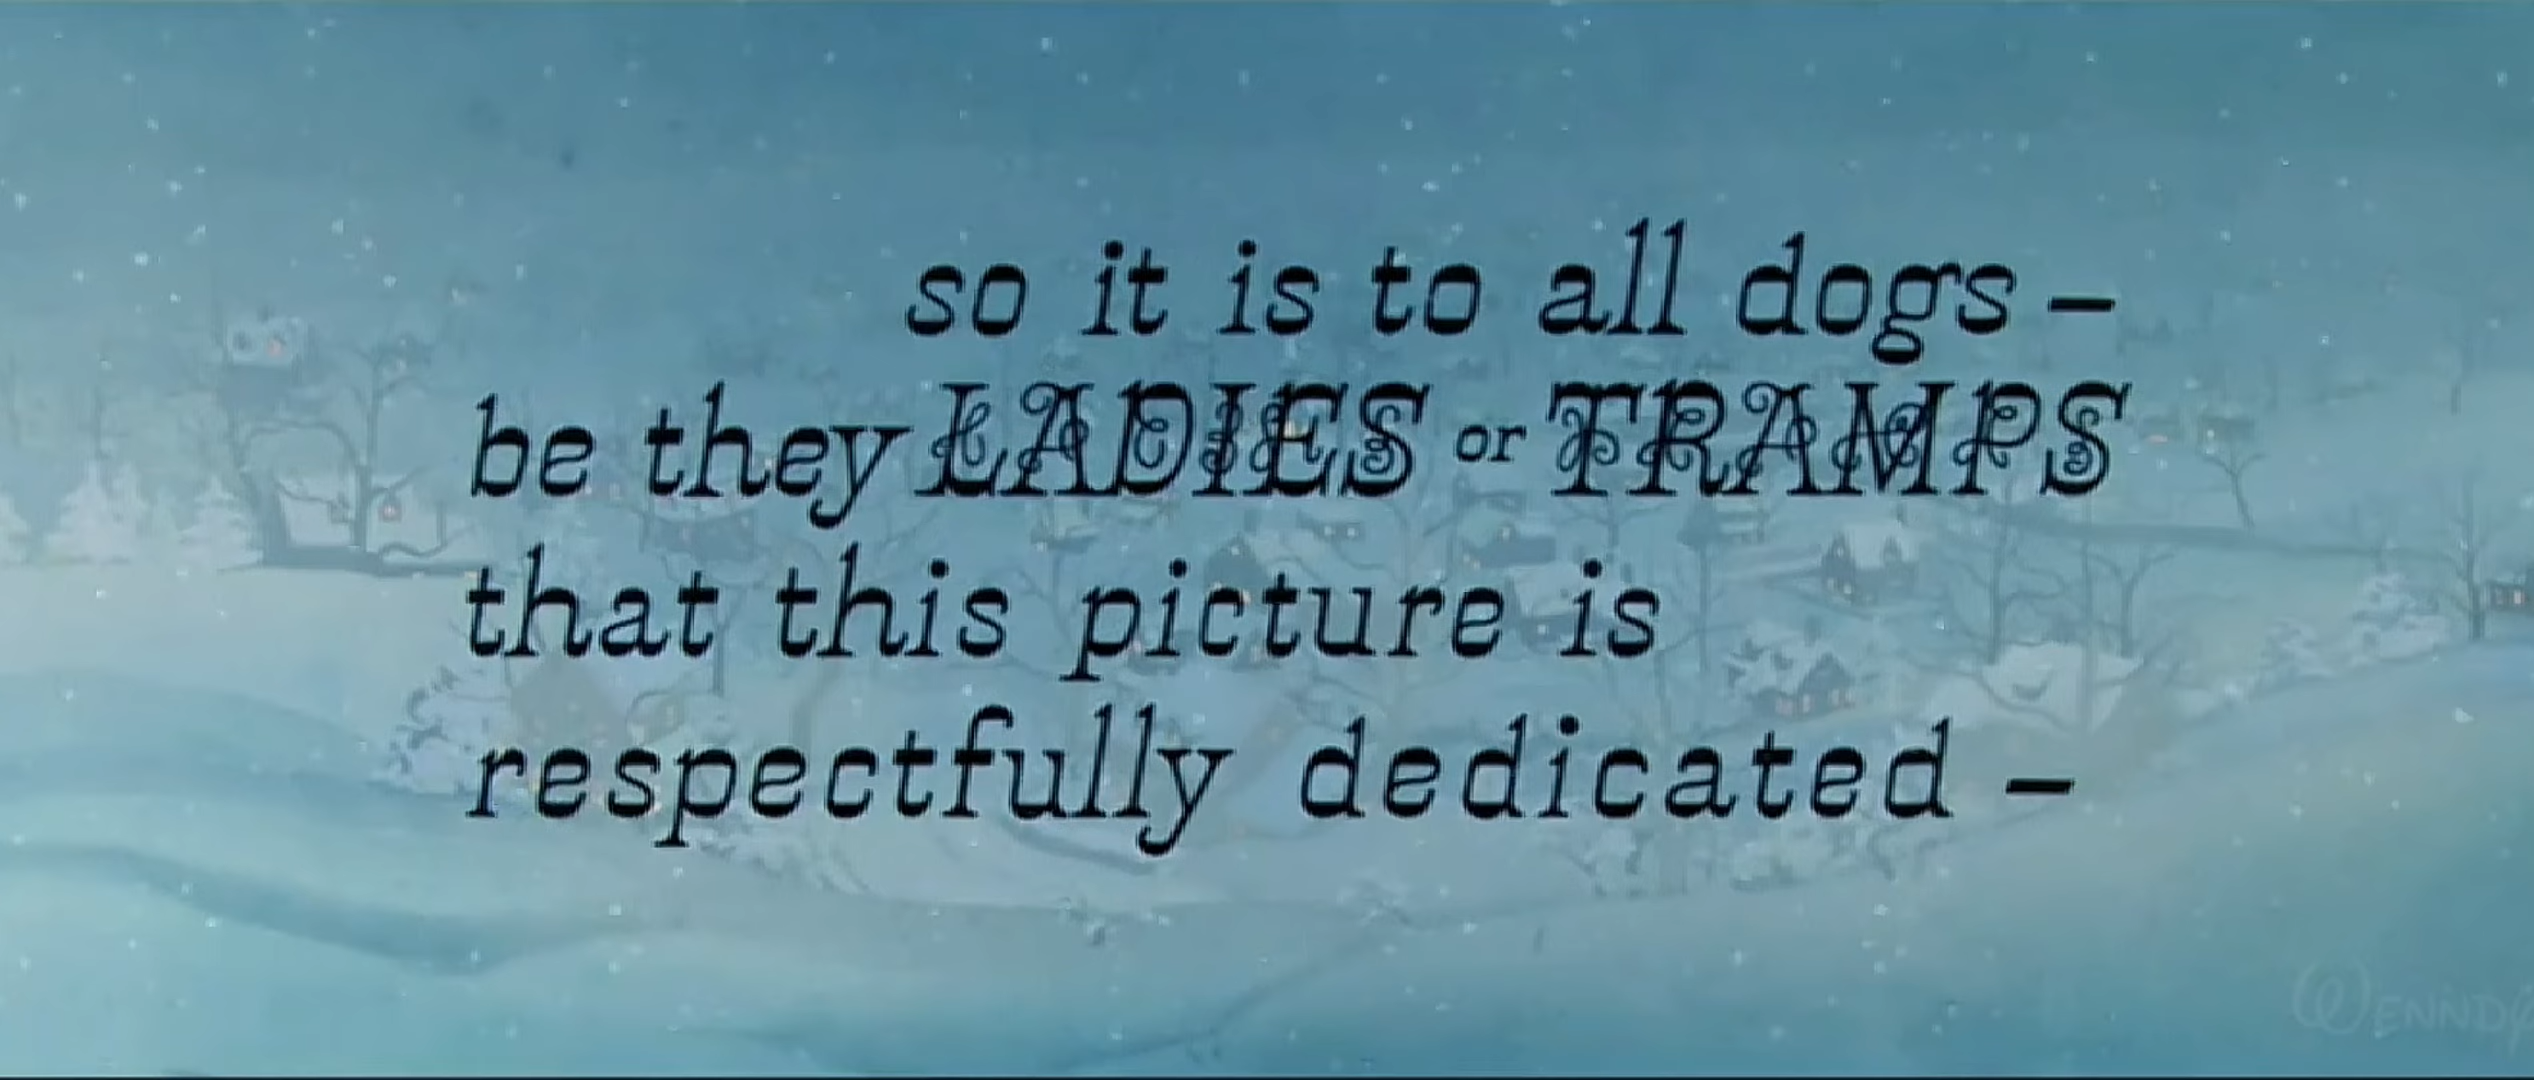 so it is to all dogs –
be they LADIES or TRAMPS
that this picture is
respectfully dedicated –